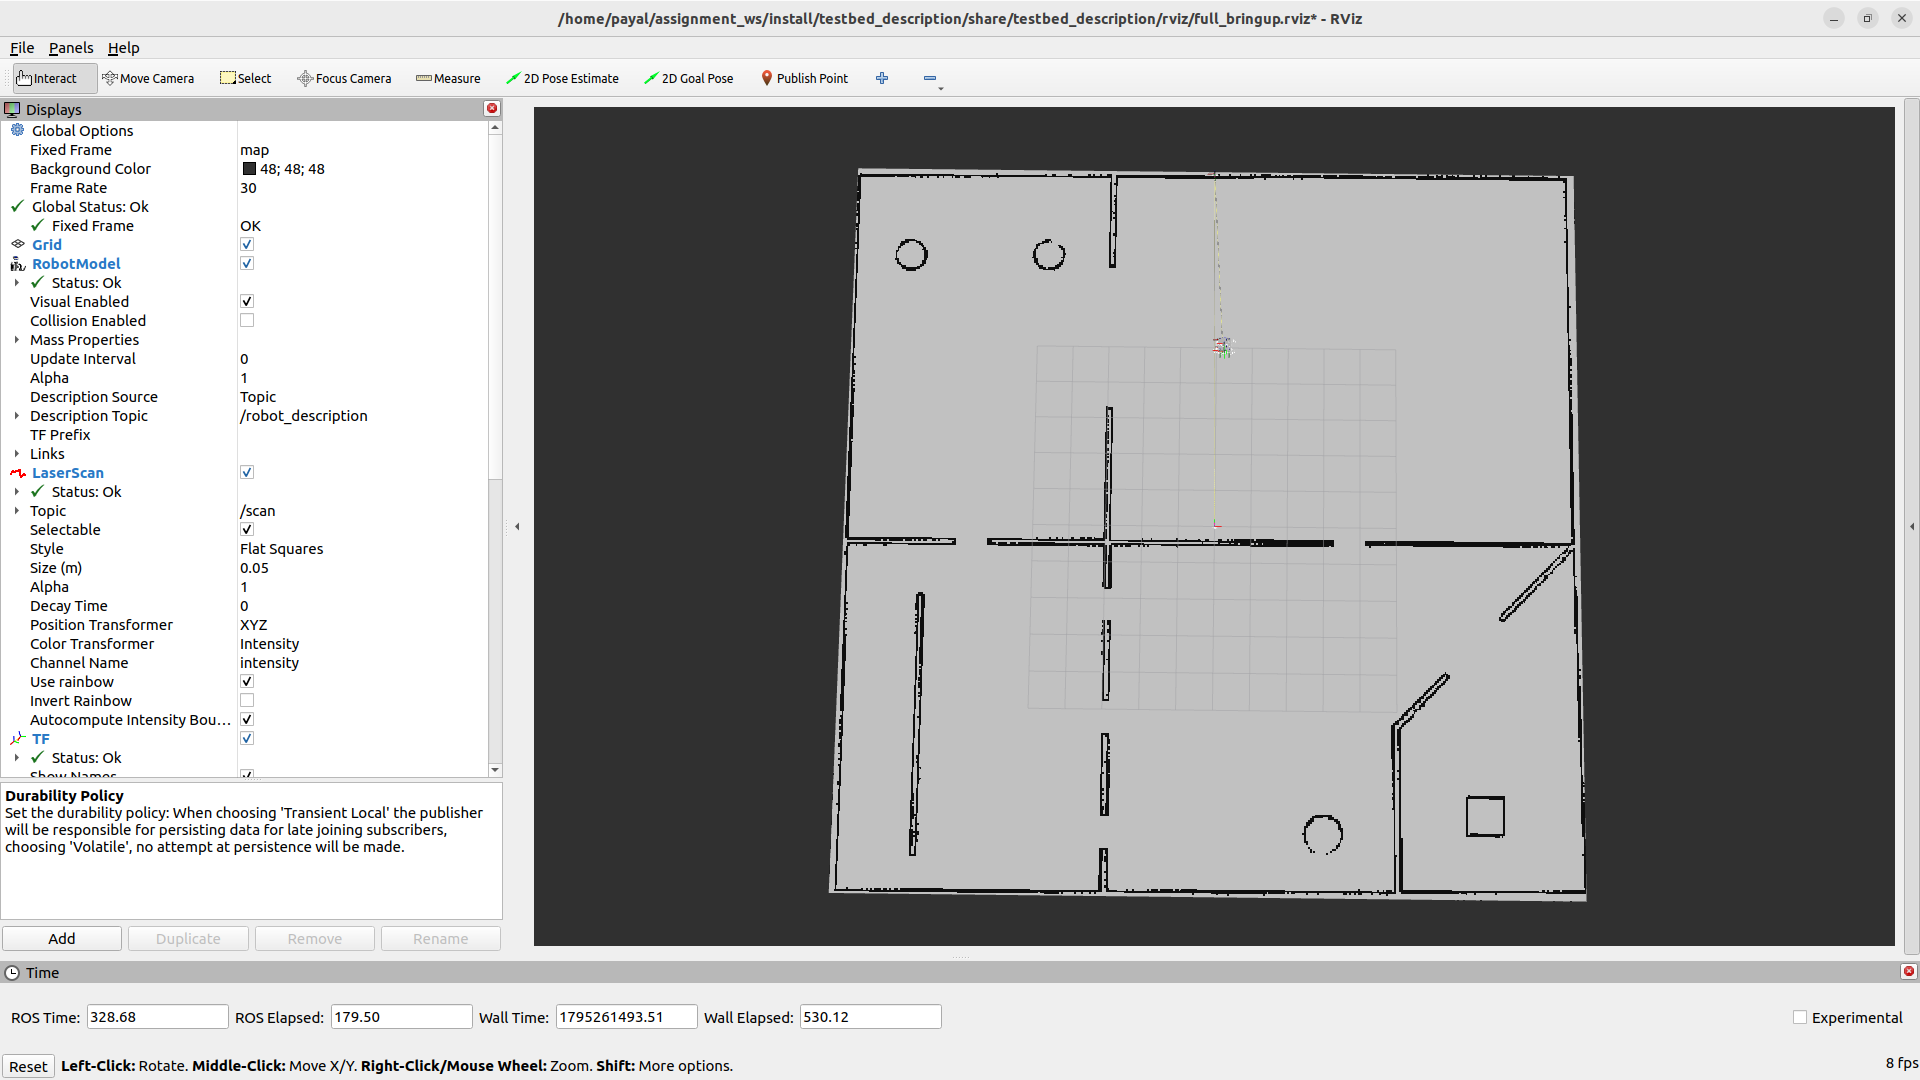 /home/payal/assignment_ws/install/testbed_description/share/testbed_description/rviz/full_bringup.rviz* - RViz
File Panels Help
Interact Move Camera Select Focus Camera Measure 2D Pose Estimate 2D Goal Pose Publish Point
Displays
Global Options
Fixed Frame map
Background Color 48; 48; 48
Frame Rate 30
Global Status: Ok
Fixed Frame OK
Grid
RobotModel
Status: Ok
Visual Enabled
Collision Enabled
Mass Properties
Update Interval 0
Alpha 1
Description Source Topic
Description Topic /robot_description
TF Prefix
Links
LaserScan
Status: Ok
Topic /scan
Selectable
Style Flat Squares
Size (m) 0.05
Alpha 1
Decay Time 0
Position Transformer XYZ
Color Transformer Intensity
Channel Name intensity
Use rainbow
Invert Rainbow
Autocompute Intensity Bou...
TF
Status: Ok
Show Names
Durability Policy
Set the durability policy: When choosing 'Transient Local' the publisher
will be responsible for persisting data for late joining subscribers,
choosing 'Volatile', no attempt at persistence will be made.
Add Duplicate Remove Rename
Time
ROS Time: 328.68 ROS Elapsed: 179.50 Wall Time: 1795261493.51 Wall Elapsed: 530.12 Experimental
Reset Left-Click: Rotate. Middle-Click: Move X/Y. Right-Click/Mouse Wheel: Zoom. Shift: More options. 8 fps